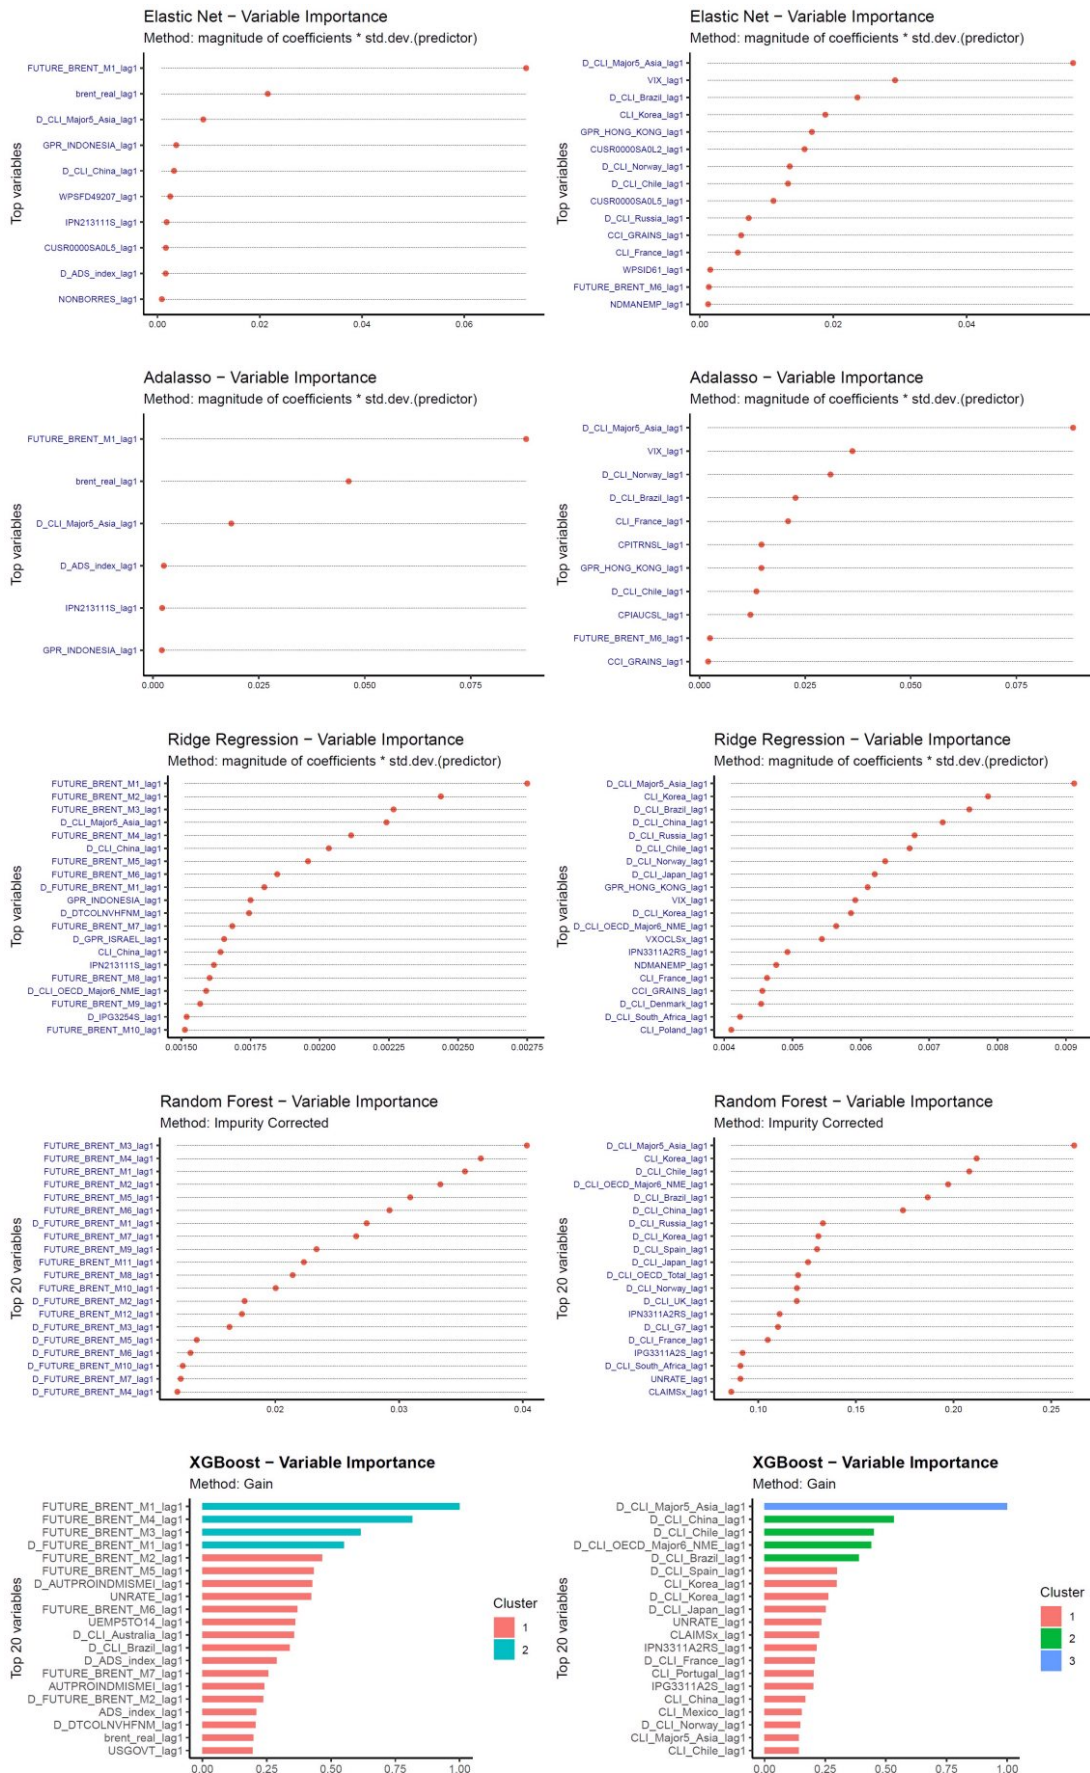 Elastic Net − Variable Importance
Method: magnitude of coefficients * std.dev.(predictor)
Top variables
FUTURE_BRENT_M1_lag1
brent_real_lag1
D_CLI_Major5_Asia_lag1
GPR_INDONESIA_lag1
D_CLI_China_lag1
WPSFD49207_lag1
IPN213111S_lag1
CUSR0000SA0L5_lag1
D_ADS_index_lag1
NONBORRES_lag1
0.00 0.02 0.04 0.06
Elastic Net − Variable Importance
Method: magnitude of coefficients * std.dev.(predictor)
Top variables
D_CLI_Major5_Asia_lag1
VIX_lag1
D_CLI_Brazil_lag1
CLI_Korea_lag1
GPR_HONG_KONG_lag1
CUSR0000SA0L2_lag1
D_CLI_Norway_lag1
D_CLI_Chile_lag1
CUSR0000SA0L5_lag1
D_CLI_Russia_lag1
CCI_GRAINS_lag1
CLI_France_lag1
WPSID61_lag1
FUTURE_BRENT_M6_lag1
NDMANEMP_lag1
0.00 0.02 0.04
Adalasso − Variable Importance
Method: magnitude of coefficients * std.dev.(predictor)
Top variables
FUTURE_BRENT_M1_lag1
brent_real_lag1
D_CLI_Major5_Asia_lag1
D_ADS_index_lag1
IPN213111S_lag1
GPR_INDONESIA_lag1
0.000 0.025 0.050 0.075
Adalasso − Variable Importance
Method: magnitude of coefficients * std.dev.(predictor)
Top variables
D_CLI_Major5_Asia_lag1
VIX_lag1
D_CLI_Norway_lag1
D_CLI_Brazil_lag1
CLI_France_lag1
CPITRNSL_lag1
GPR_HONG_KONG_lag1
D_CLI_Chile_lag1
CPIAUCSL_lag1
FUTURE_BRENT_M6_lag1
CCI_GRAINS_lag1
0.000 0.025 0.050 0.075
Ridge Regression − Variable Importance
Method: magnitude of coefficients * std.dev.(predictor)
Top variables
FUTURE_BRENT_M1_lag1
FUTURE_BRENT_M2_lag1
FUTURE_BRENT_M3_lag1
D_CLI_Major5_Asia_lag1
FUTURE_BRENT_M4_lag1
D_CLI_China_lag1
FUTURE_BRENT_M5_lag1
FUTURE_BRENT_M6_lag1
D_FUTURE_BRENT_M1_lag1
GPR_INDONESIA_lag1
D_DTCOLNVHFNM_lag1
FUTURE_BRENT_M7_lag1
D_GPR_ISRAEL_lag1
CLI_China_lag1
IPN213111S_lag1
FUTURE_BRENT_M8_lag1
D_CLI_OECD_Major6_NME_lag1
FUTURE_BRENT_M9_lag1
D_IPG3254S_lag1
FUTURE_BRENT_M10_lag1
0.00150 0.00175 0.00200 0.00225 0.00250 0.00275
Ridge Regression − Variable Importance
Method: magnitude of coefficients * std.dev.(predictor)
Top variables
D_CLI_Major5_Asia_lag1
CLI_Korea_lag1
D_CLI_Brazil_lag1
D_CLI_China_lag1
D_CLI_Russia_lag1
D_CLI_Chile_lag1
D_CLI_Norway_lag1
D_CLI_Japan_lag1
GPR_HONG_KONG_lag1
VIX_lag1
D_CLI_Korea_lag1
D_CLI_OECD_Major6_NME_lag1
VXOCLSx_lag1
IPN3311A2RS_lag1
NDMANEMP_lag1
CLI_France_lag1
CCI_GRAINS_lag1
D_CLI_Denmark_lag1
D_CLI_South_Africa_lag1
CLI_Poland_lag1
0.004 0.005 0.006 0.007 0.008 0.009
Random Forest − Variable Importance
Method: Impurity Corrected
Top 20 variables
FUTURE_BRENT_M3_lag1
FUTURE_BRENT_M4_lag1
FUTURE_BRENT_M1_lag1
FUTURE_BRENT_M2_lag1
FUTURE_BRENT_M5_lag1
FUTURE_BRENT_M6_lag1
D_FUTURE_BRENT_M1_lag1
FUTURE_BRENT_M7_lag1
FUTURE_BRENT_M9_lag1
FUTURE_BRENT_M11_lag1
FUTURE_BRENT_M8_lag1
FUTURE_BRENT_M10_lag1
D_FUTURE_BRENT_M2_lag1
FUTURE_BRENT_M12_lag1
D_FUTURE_BRENT_M3_lag1
D_FUTURE_BRENT_M5_lag1
D_FUTURE_BRENT_M6_lag1
D_FUTURE_BRENT_M10_lag1
D_FUTURE_BRENT_M7_lag1
D_FUTURE_BRENT_M4_lag1
0.02 0.03 0.04
Random Forest − Variable Importance
Method: Impurity Corrected
Top 20 variables
D_CLI_Major5_Asia_lag1
CLI_Korea_lag1
D_CLI_Chile_lag1
D_CLI_OECD_Major6_NME_lag1
D_CLI_Brazil_lag1
D_CLI_China_lag1
D_CLI_Russia_lag1
D_CLI_Korea_lag1
D_CLI_Spain_lag1
D_CLI_Japan_lag1
D_CLI_OECD_Total_lag1
D_CLI_Norway_lag1
D_CLI_UK_lag1
IPN3311A2RS_lag1
D_CLI_G7_lag1
D_CLI_France_lag1
IPG3311A2S_lag1
D_CLI_South_Africa_lag1
UNRATE_lag1
CLAIMSx_lag1
0.10 0.15 0.20 0.25
XGBoost − Variable Importance
Method: Gain
Top 20 variables
FUTURE_BRENT_M1_lag1
FUTURE_BRENT_M4_lag1
FUTURE_BRENT_M3_lag1
D_FUTURE_BRENT_M1_lag1
FUTURE_BRENT_M2_lag1
FUTURE_BRENT_M5_lag1
D_AUTPROINDMISMEI_lag1
UNRATE_lag1
FUTURE_BRENT_M6_lag1
UEMP5TO14_lag1
D_CLI_Australia_lag1
D_CLI_Brazil_lag1
D_ADS_index_lag1
FUTURE_BRENT_M7_lag1
AUTPROINDMISMEI_lag1
D_FUTURE_BRENT_M2_lag1
ADS_index_lag1
D_DTCOLNVHFNM_lag1
brent_real_lag1
USGOVT_lag1
0.00 0.25 0.50 0.75 1.00
Cluster
1
2
XGBoost − Variable Importance
Method: Gain
Top 20 variables
D_CLI_Major5_Asia_lag1
D_CLI_China_lag1
D_CLI_Chile_lag1
D_CLI_OECD_Major6_NME_lag1
D_CLI_Brazil_lag1
D_CLI_Spain_lag1
CLI_Korea_lag1
D_CLI_Korea_lag1
D_CLI_Japan_lag1
UNRATE_lag1
CLAIMSx_lag1
IPN3311A2RS_lag1
D_CLI_France_lag1
CLI_Portugal_lag1
IPG3311A2S_lag1
CLI_China_lag1
CLI_Mexico_lag1
D_CLI_Norway_lag1
CLI_Major5_Asia_lag1
CLI_Chile_lag1
0.00 0.25 0.50 0.75 1.00
Cluster
1
2
3